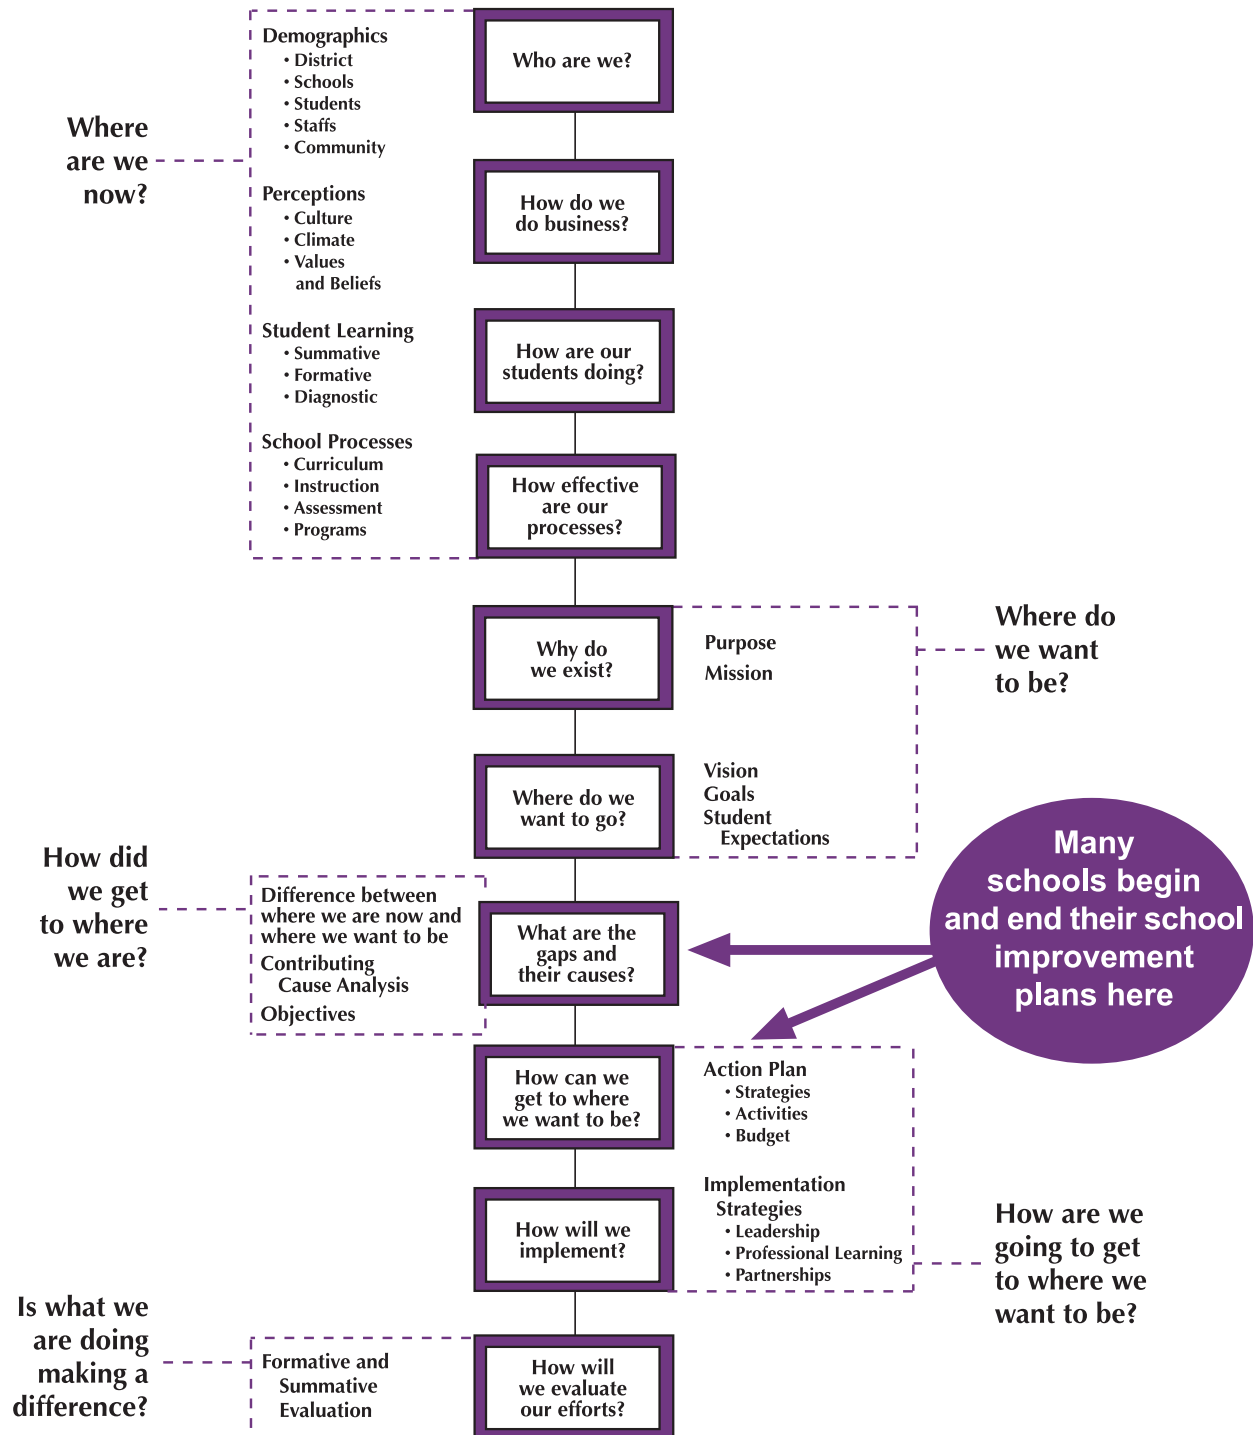 Where
are we
now?
Demographics
• District
• Schools
• Students
• Staffs
• Community
Perceptions
• Culture
• Climate
• Values
and Beliefs
Student Learning
• Summative
• Formative
• Diagnostic
School Processes
• Curriculum
• Instruction
• Assessment
• Programs
Who are we?
How do we
do business?
How are our
students doing?
How effective
are our
processes?
Why do
we exist?
Purpose
Mission
Where do
we want
to be?
Where do we
want to go?
Vision
Goals
Student
Expectations
Many
schools begin
and end their school
improvement
plans here
How did
we get
to where
we are?
Difference between
where we are now and
where we want to be
Contributing
Cause Analysis
Objectives
What are the
gaps and
their causes?
How can we
get to where
we want to be?
Action Plan
• Strategies
• Activities
• Budget
How will we
implement?
Implementation
Strategies
• Leadership
• Professional Learning
• Partnerships
How are we
going to get
to where we
want to be?
Is what we
are doing
making a
difference?
Formative and
Summative
Evaluation
How will
we evaluate
our efforts?